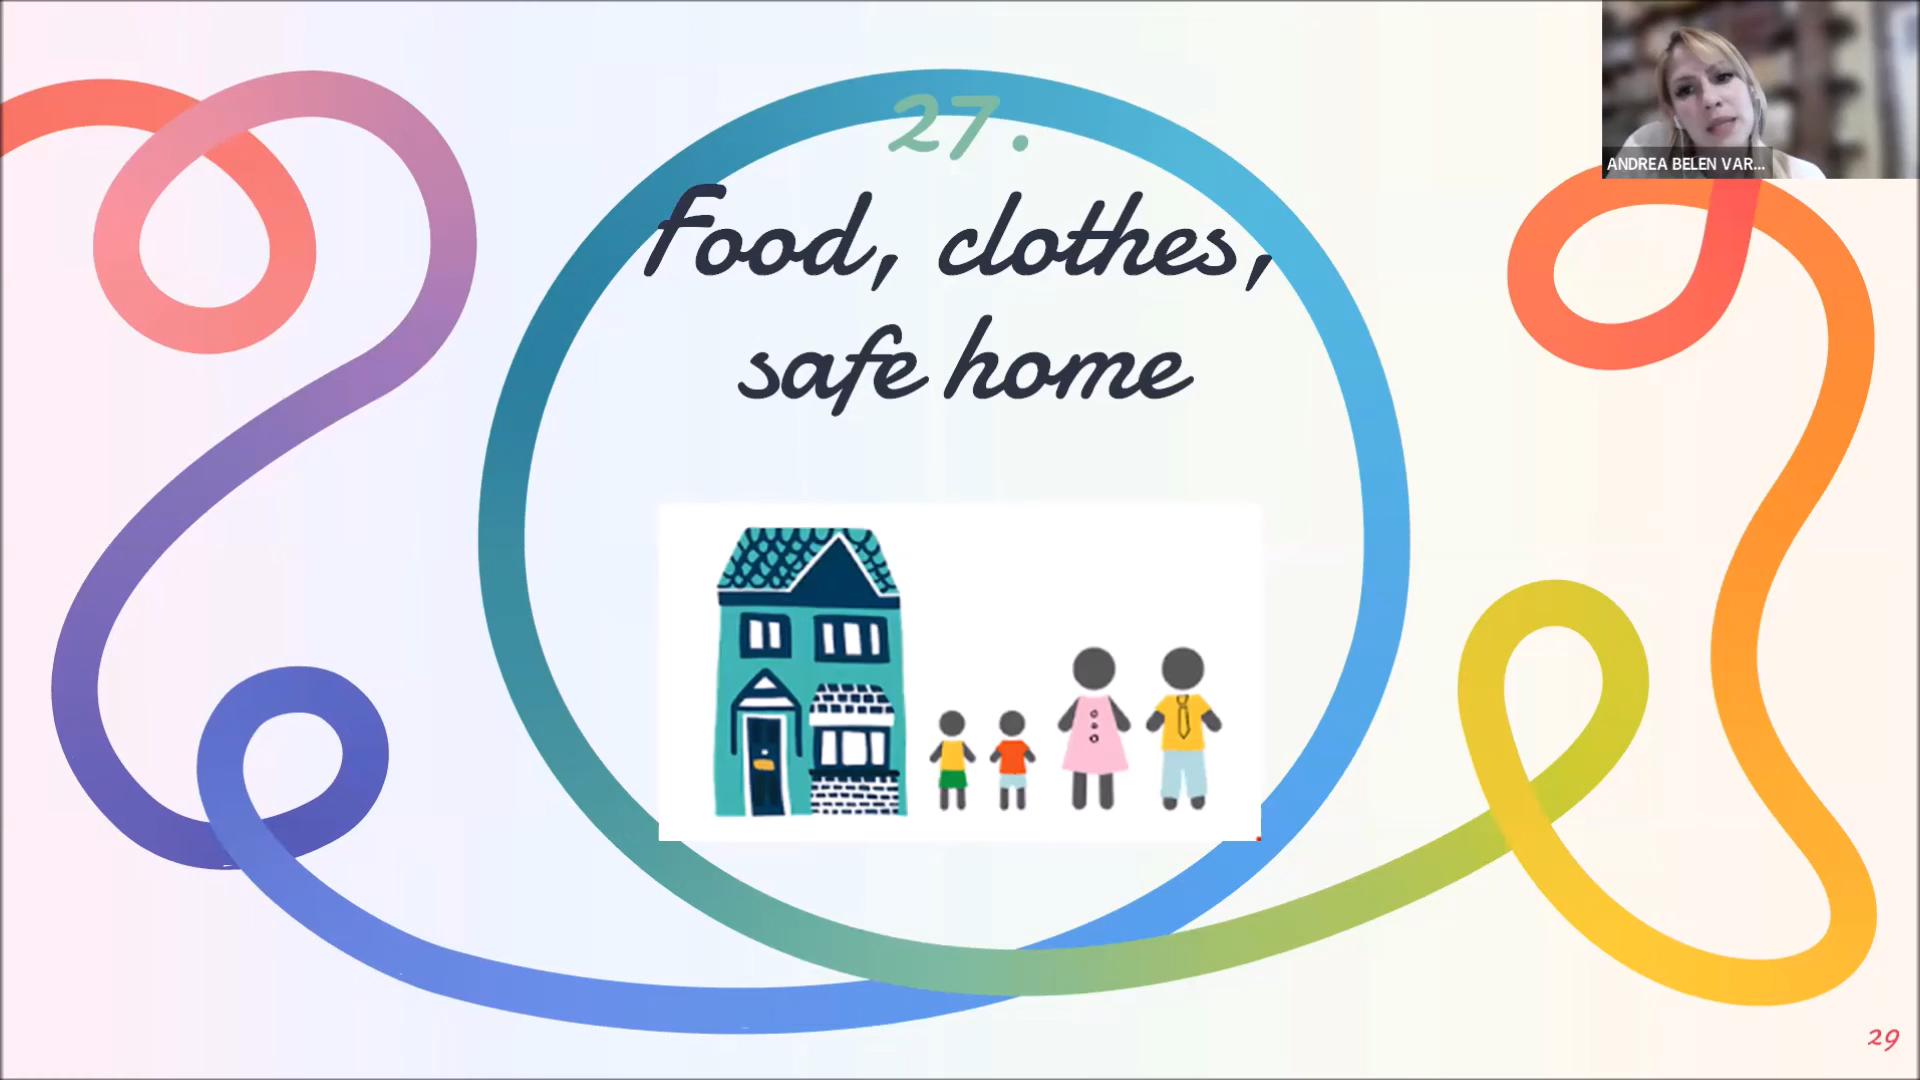 ANDREA BELEN VAR...
27.
Food, clothes,
safe home
29